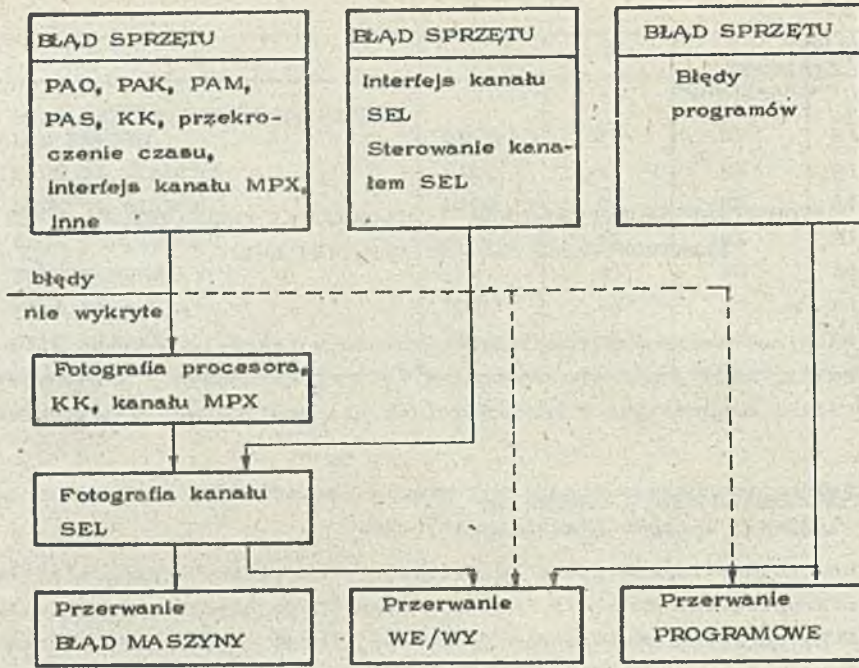 BŁĄD SPRZĘTU
PAO, PAK, PAM,
PAS, KK, przekro-
czenie czasu,
interfejs kanału MPX,
inne
BŁĄD SPRZĘTU
Interfejs kanału
SEL
Sterowanie kana-
łem SEL
BŁĄD SPRZĘTU
Błędy
programów
błędy
nie wykryte
Fotografia procesora,
KK, kanału MPX
Fotografia kanału
SEL
Przerwanie
BŁĄD MASZYNY
Przerwanie
WE/WY
Przerwanie
PROGRAMOWE